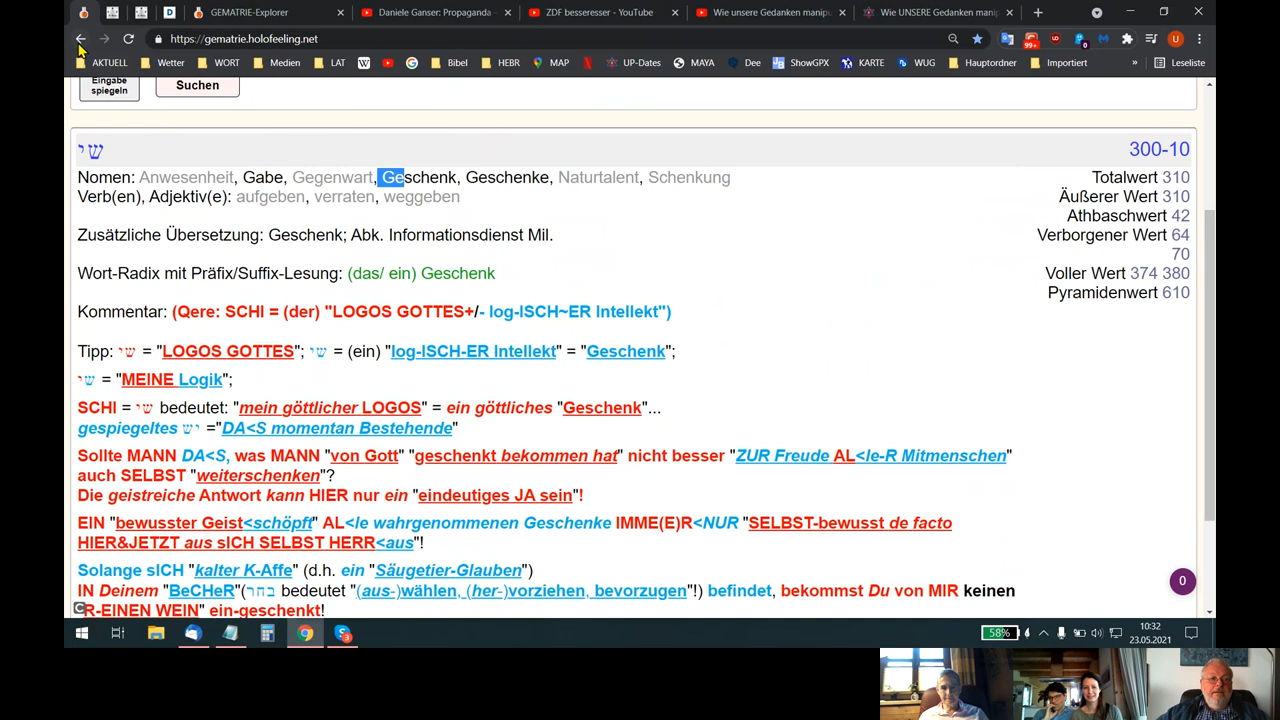 GEMATRIE-Explorer
Daniele Ganser: Propaganda –
ZDF besseresser - YouTube
Wie unsere Gedanken manipu
Wie UNSERE Gedanken mani
https://gematrie.holofeeling.net
99+
0
U
AKTUELL Wetter WORT Medien LAT Bibel HEBR MAP UP-Dates MAYA Dee ShowGPX KARTE WUG Hauptordner Importiert » Leseliste
Eingabe
spiegeln
Suchen
שי 300-10
Nomen: Anwesenheit, Gabe, Gegenwart, Geschenk, Geschenke, Naturtalent, Schenkung Totalwert 310
Verb(en), Adjektiv(e): aufgeben, verraten, weggeben Äußerer Wert 310
Athbaschwert 42
Zusätzliche Übersetzung: Geschenk; Abk. Informationsdienst Mil. Verborgener Wert 64
70
Wort-Radix mit Präfix/Suffix-Lesung: (das/ ein) Geschenk Voller Wert 374 380
Pyramidenwert 610
Kommentar: (Qere: SCHI = (der) "LOGOS GOTTES+/- log-ISCH~ER Intellekt")
Tipp: שי = "LOGOS GOTTES"; שי = (ein) "log-ISCH-ER Intellekt" = "Geschenk";
שי = "MEINE Logik";
SCHI = שי bedeutet: "mein göttlicher LOGOS" = ein göttliches "Geschenk"...
gespiegeltes יש ="DA<S momentan Bestehende"
Sollte MANN DA<S, was MANN "von Gott" "geschenkt bekommen hat" nicht besser "ZUR Freude AL<le-R Mitmenschen"
auch SELBST "weiterschenken"?
Die geistreiche Antwort kann HIER nur ein "eindeutiges JA sein"!
EIN "bewusster Geist<schöpft" AL<le wahrgenommenen Geschenke IMME(E)R<NUR "SELBST-bewusst de facto
HIER&JETZT aus sICH SELBST HERR<aus"!
Solange sICH "kalter K-Affe" (d.h. ein "Säugetier-Glauben")
IN Deinem "BeCHeR"(בחר bedeutet "(aus-)wählen, (her-)vorziehen, bevorzugen"!) befindet, bekommst Du von MIR keinen
R-EINEN WEIN" ein-geschenkt!
0
58%
10:32
23.05.2021